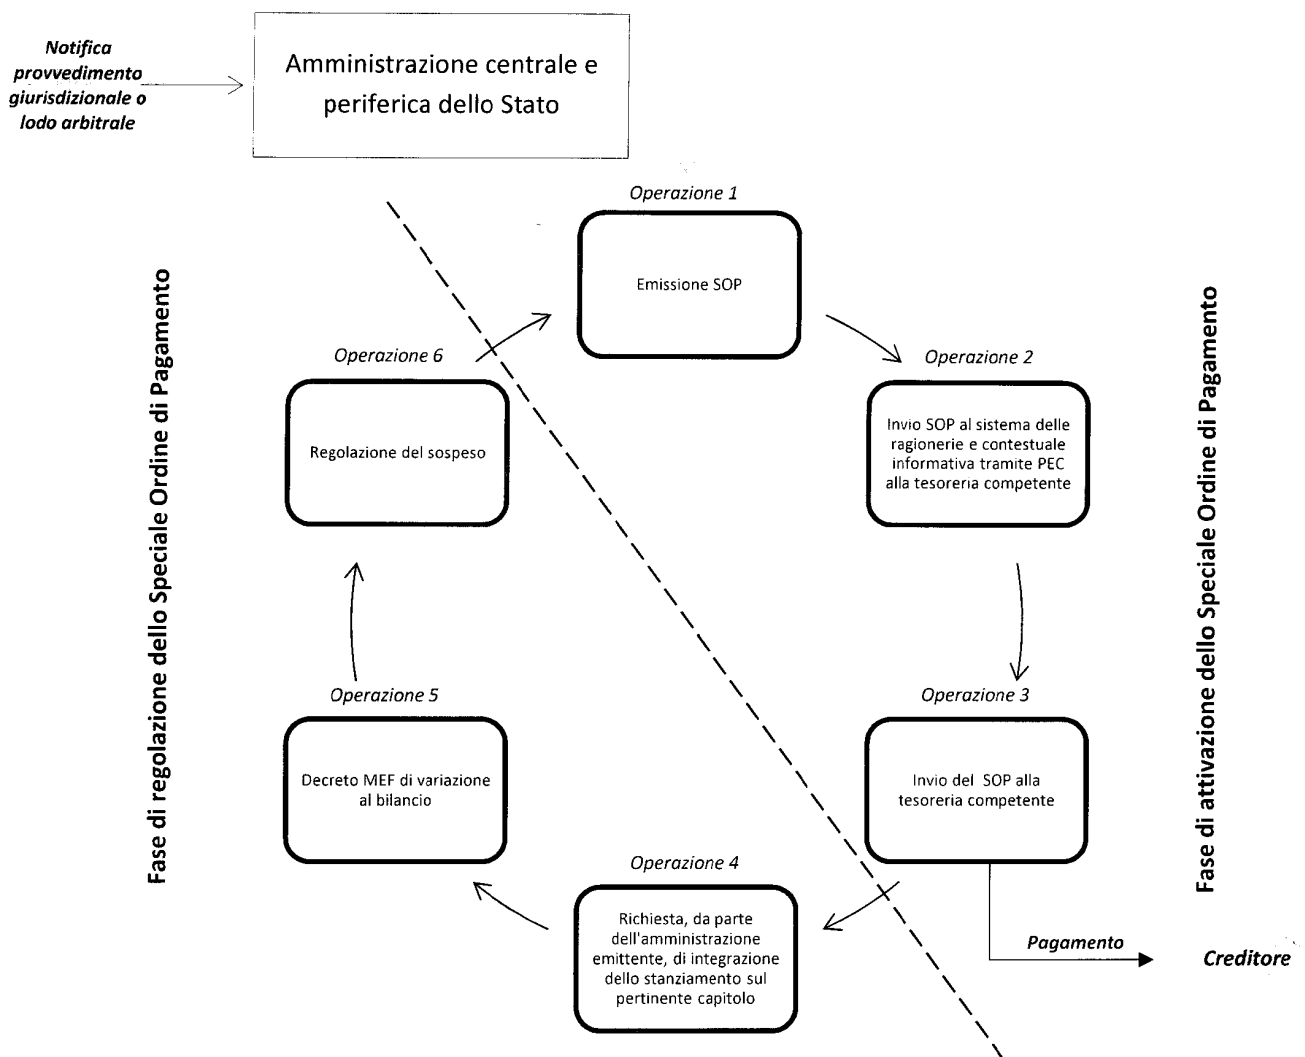 Notifica
provvedimento
giurisdizionale o
lodo arbitrale
Amministrazione centrale e
periferica dello Stato
Operazione 1
Emissione SOP
Operazione 2
Invio SOP al sistema delle
ragionerie e contestuale
informativa tramite PEC
alla tesoreria competente
Operazione 3
Invio del SOP alla
tesoreria competente
Pagamento
Creditore
Operazione 4
Richiesta, da parte
dell'amministrazione
emittente, di integrazione
dello stanziamento sul
pertinente capitolo
Operazione 5
Decreto MEF di variazione
al bilancio
Operazione 6
Regolazione del sospeso
Fase di regolazione dello Speciale Ordine di Pagamento
Fase di attivazione dello Speciale Ordine di Pagamento